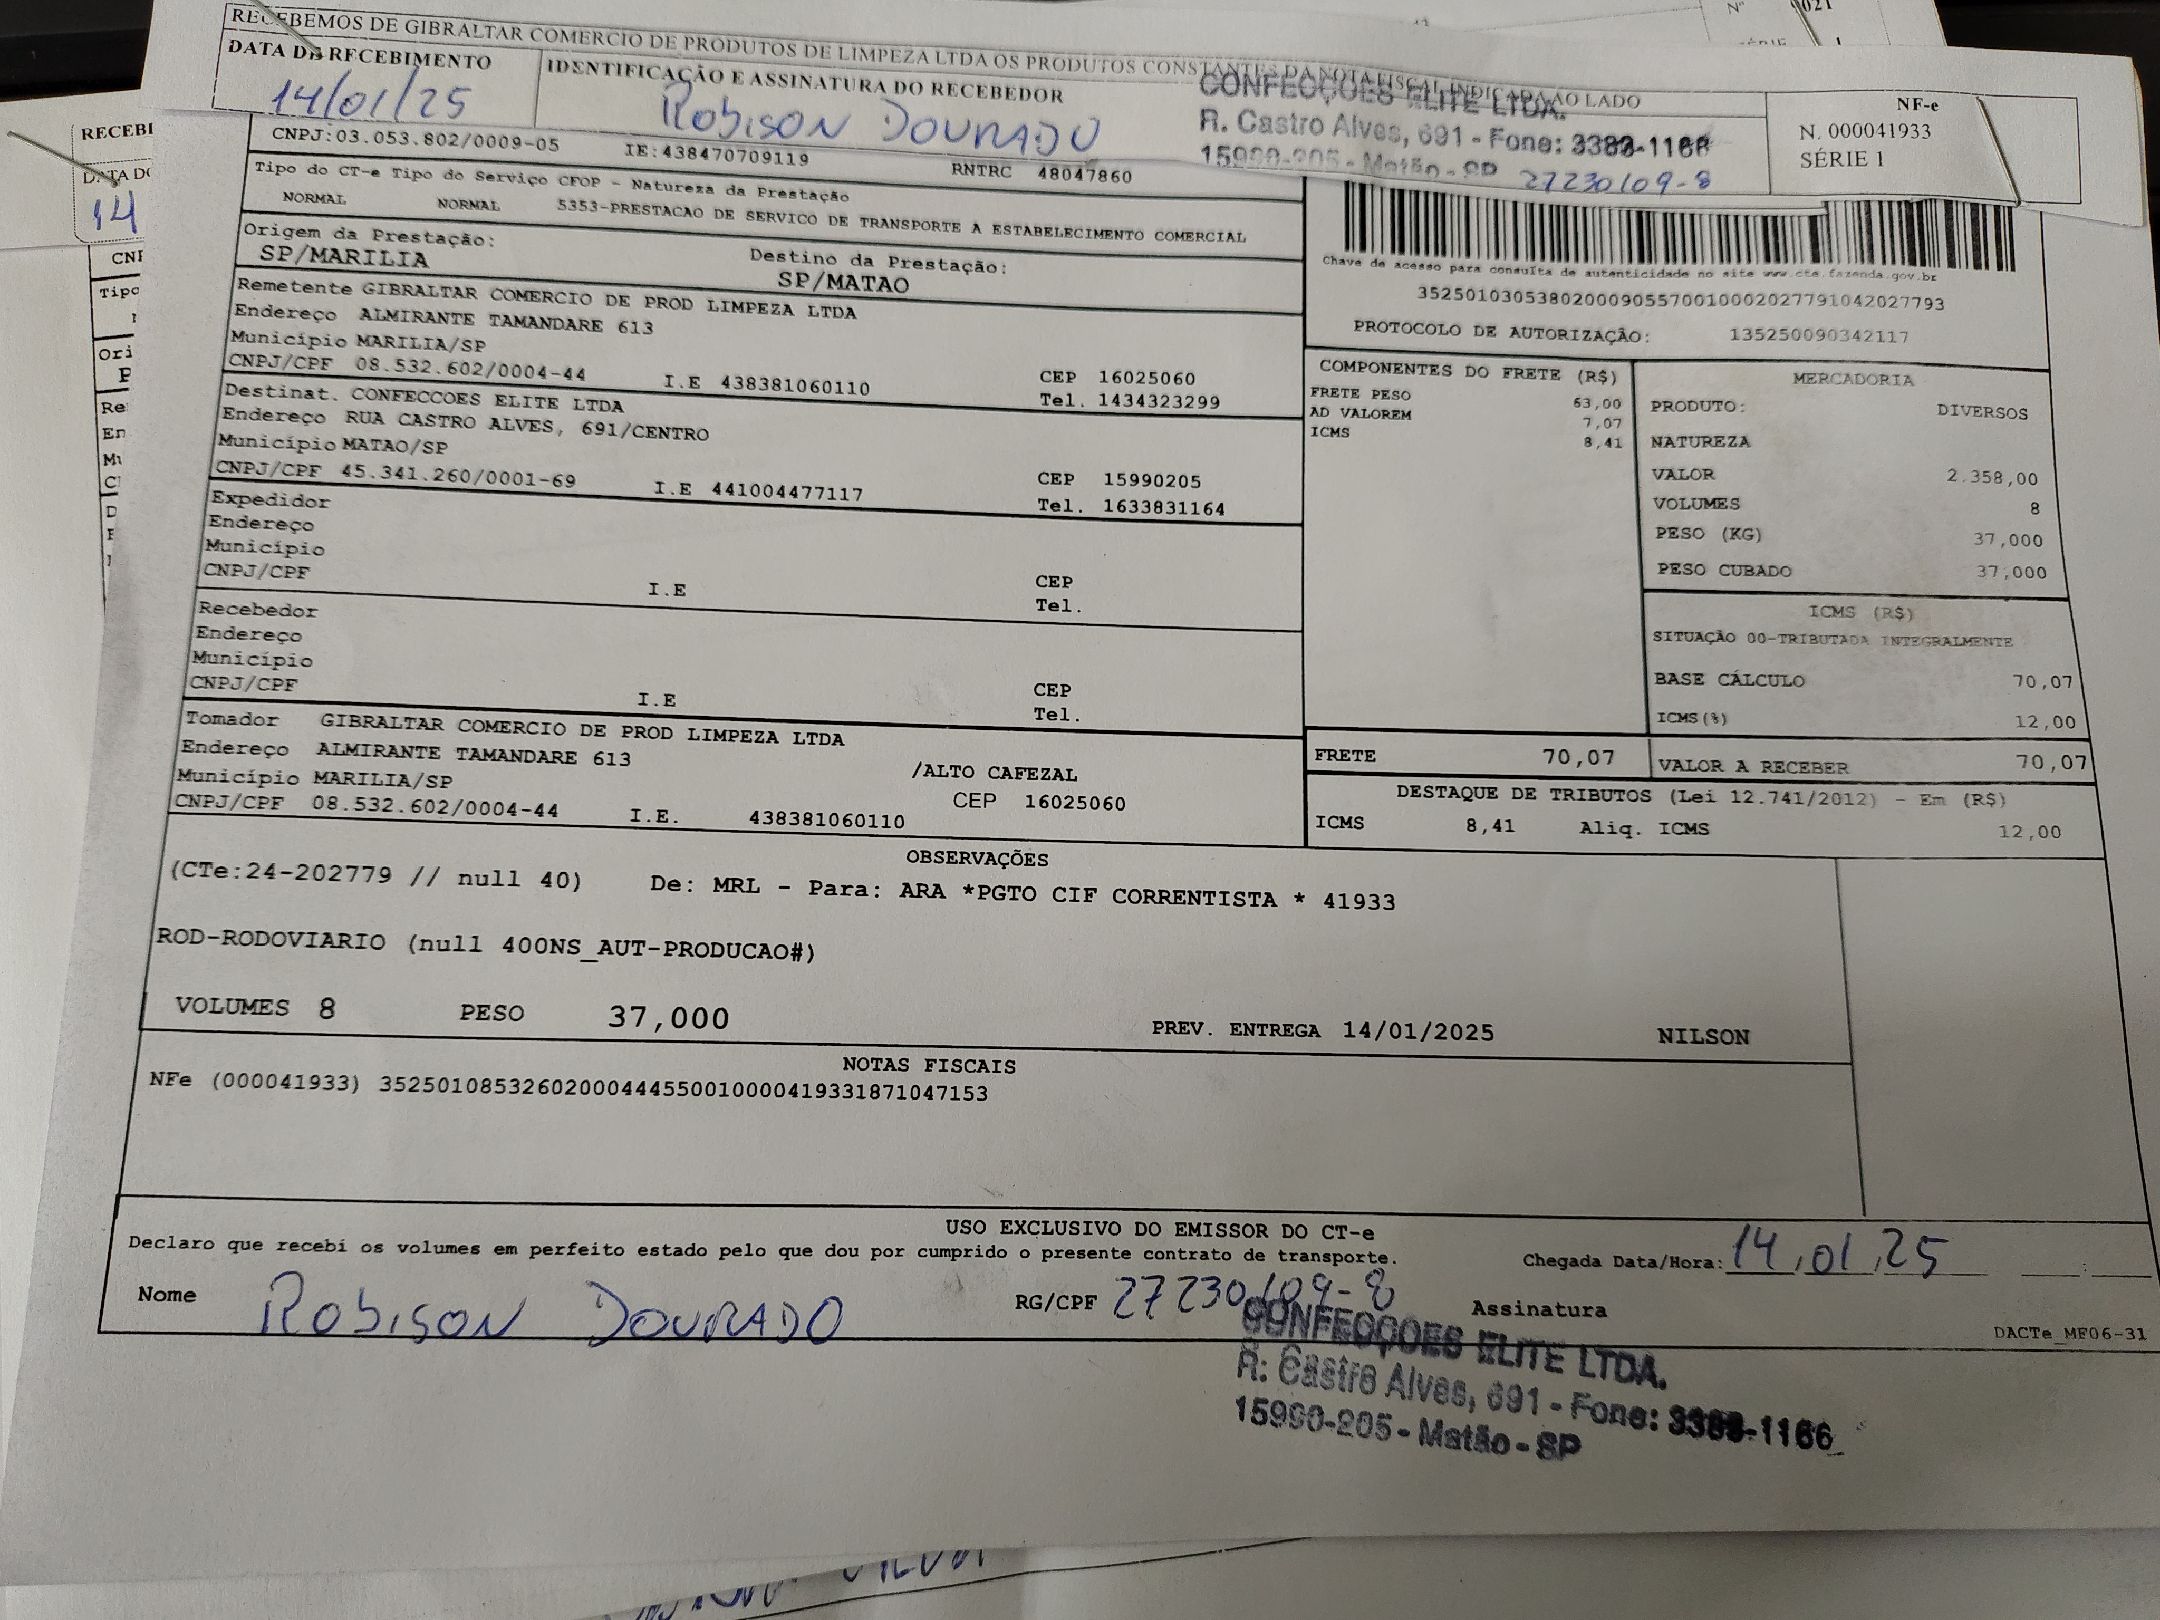 RECEBEMOS DE GIBRALTAR COMERCIO DE PRODUTOS DE LIMPEZA LTDA OS PRODUTOS CONSTANTES DA NOTA FISCAL INDICADA AO LADO
DATA DE RECEBIMENTO
14/01/25
IDENTIFICAÇÃO E ASSINATURA DO RECEBEDOR
Robison Dourado
CONFECÇÕES ELITE LTDA.
R. Castro Alves, 691 - Fone: 3383-1166
15990-205 - Matão - SP
27230109-8
NF-e
N. 000041933
SÉRIE 1
CNPJ:03.053.802/0009-05 IE:438470709119 RNTRC 48047860
Tipo do CT-e Tipo do Serviço CFOP - Natureza da Prestação
NORMAL NORMAL 5353-PRESTACAO DE SERVICO DE TRANSPORTE A ESTABELECIMENTO COMERCIAL
Origem da Prestação: Destino da Prestação:
SP/MARILIA SP/MATAO
Remetente GIBRALTAR COMERCIO DE PROD LIMPEZA LTDA
Endereço ALMIRANTE TAMANDARE 613
Município MARILIA/SP CEP 16025060
CNPJ/CPF 08.532.602/0004-44 I.E 438381060110 Tel. 1434323299
Destinat. CONFECCOES ELITE LTDA
Endereço RUA CASTRO ALVES, 691/CENTRO
Município MATAO/SP CEP 15990205
CNPJ/CPF 45.341.260/0001-69 I.E 441004477117 Tel. 1633831164
Expedidor
Endereço
Município CEP
CNPJ/CPF I.E Tel.
Recebedor
Endereço
Município CEP
CNPJ/CPF I.E Tel.
Tomador GIBRALTAR COMERCIO DE PROD LIMPEZA LTDA
Endereço ALMIRANTE TAMANDARE 613 /ALTO CAFEZAL
Município MARILIA/SP CEP 16025060
CNPJ/CPF 08.532.602/0004-44 I.E. 438381060110
Chave de acesso para consulta de autenticidade no site www.cte.fazenda.gov.br
35250103053802000905570010002027791042027793
PROTOCOLO DE AUTORIZAÇÃO: 135250090342117
COMPONENTES DO FRETE (R$)
FRETE PESO 63,00
AD VALOREM 7,07
ICMS 8,41
MERCADORIA
PRODUTO: DIVERSOS
NATUREZA
VALOR 2.358,00
VOLUMES 8
PESO (KG) 37,000
PESO CUBADO 37,000
ICMS (R$)
SITUAÇÃO 00-TRIBUTADA INTEGRALMENTE
BASE CÁLCULO 70,07
ICMS(%) 12,00
FRETE 70,07 VALOR A RECEBER 70,07
DESTAQUE DE TRIBUTOS (Lei 12.741/2012) - Em (R$)
ICMS 8,41 Aliq. ICMS 12,00
OBSERVAÇÕES
(CTe:24-202779 // null 40) De: MRL - Para: ARA *PGTO CIF CORRENTISTA * 41933
ROD-RODOVIARIO (null 400NS_AUT-PRODUCAO#)
VOLUMES 8 PESO 37,000 PREV. ENTREGA 14/01/2025 NILSON
NOTAS FISCAIS
NFe (000041933) 35250108532602000444550010000419331871047153
USO EXCLUSIVO DO EMISSOR DO CT-e
Declaro que recebi os volumes em perfeito estado pelo que dou por cumprido o presente contrato de transporte. Chegada Data/Hora: 14,01,25
Nome Robison Dourado RG/CPF 27230109-8 Assinatura
DACTe_MF06-31
CONFECÇÕES ELITE LTDA.
R: Castro Alves, 691 - Fone: 3383-1166
15990-205 - Matão - SP